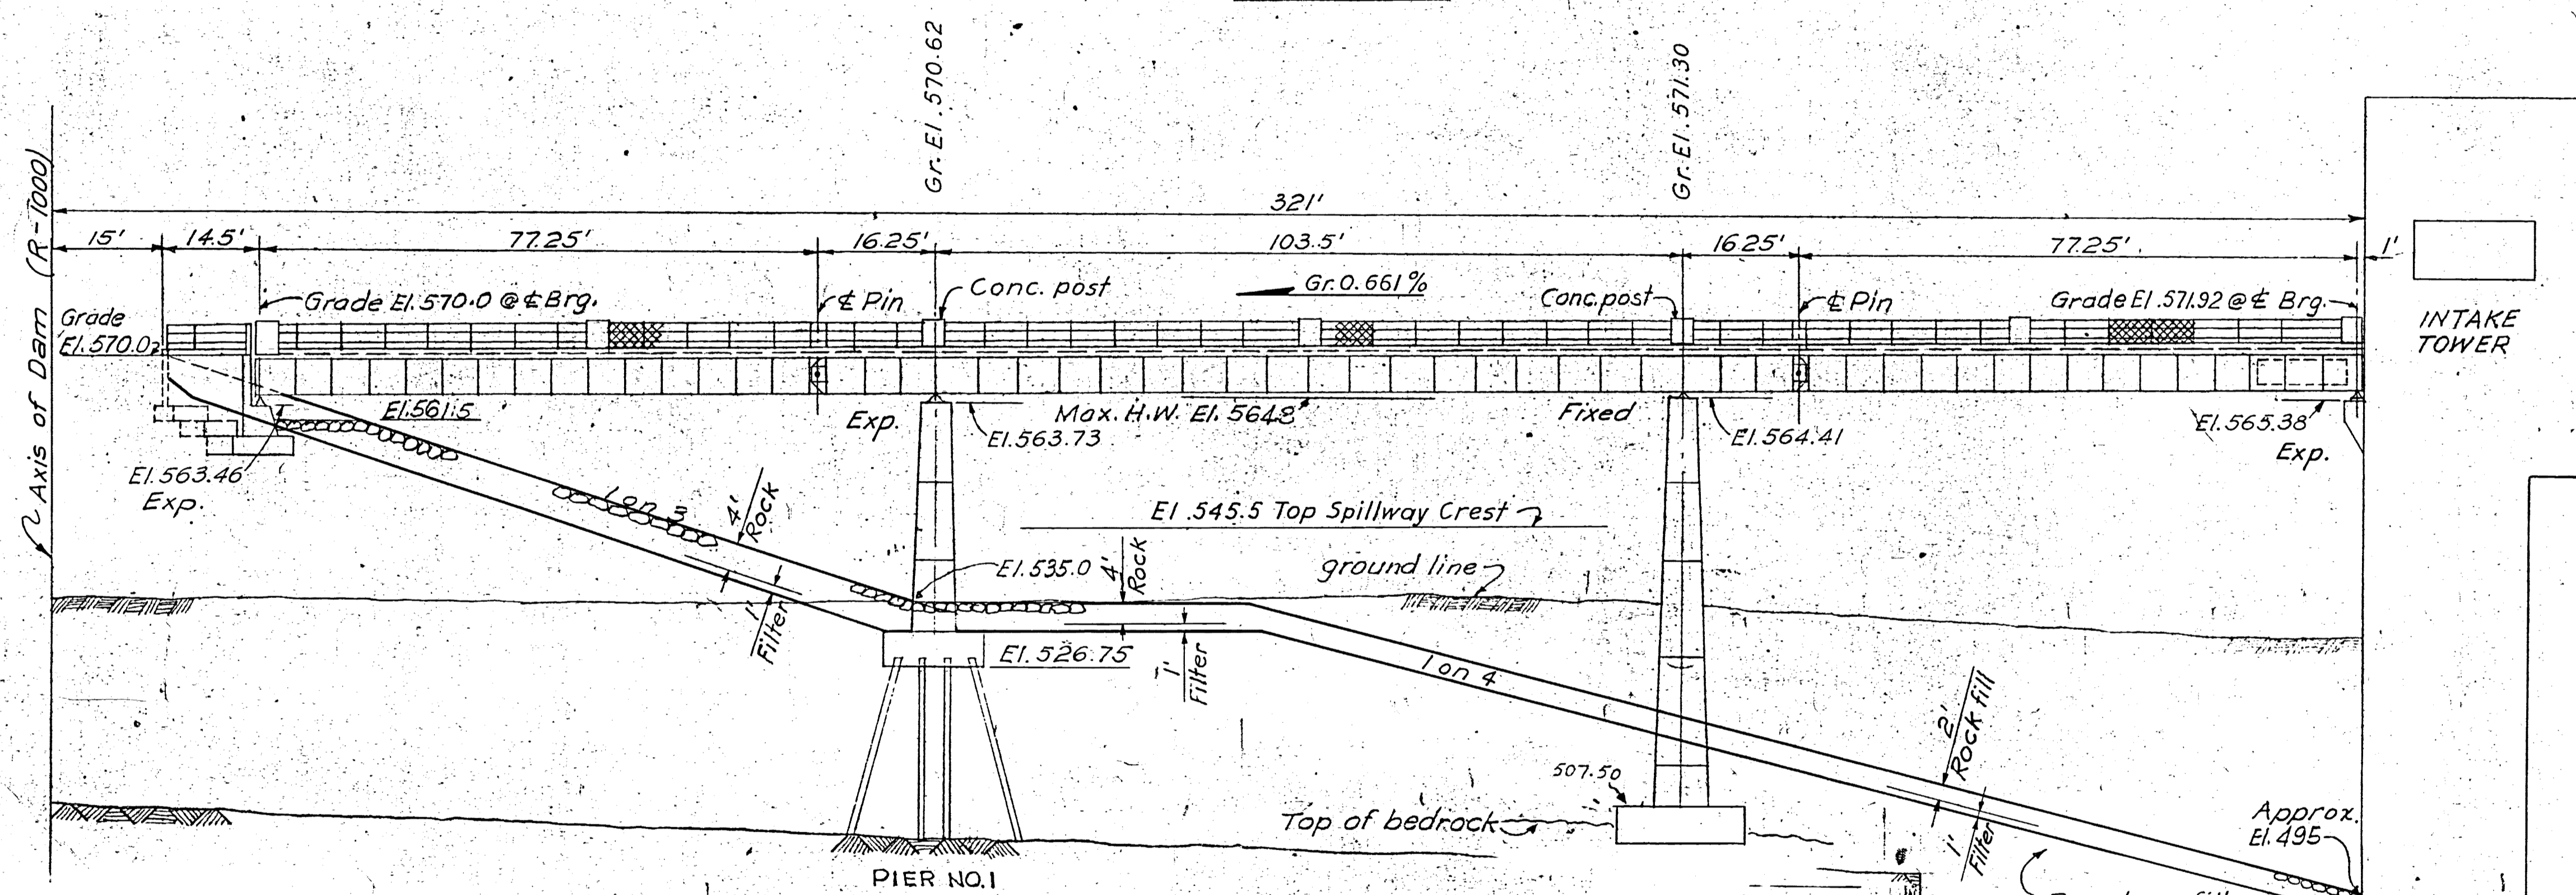 Gr. El. 570.62
Gr. El. 571.30
Axis of Dam (R-1000)
321'
15'
14.5'
77.25'
16.25'
103.5'
16.25'
77.25'
1'
Grade El. 570.0 @ ℄ Brg.
℄ Pin
Conc. post
Gr. 0.661 %
Conc. post
℄ Pin
Grade El. 571.92 @ ℄ Brg.
Grade
El. 570.0
INTAKE
TOWER
El. 561.5
Exp.
El. 563.73
Max. H.W. El. 564.3
Fixed
El. 564.41
El. 565.38
Exp.
El. 563.46
Exp.
1 on 3
4'
Rock
El. 545.5 Top Spillway Crest
El. 535.0
4'
Rock
ground line
1'
Filter
El. 526.75
1'
Filter
1 on 4
2'
Rock fill
507.50
Top of bedrock
1'
Filter
Approx.
El. 495
PIER NO. 1